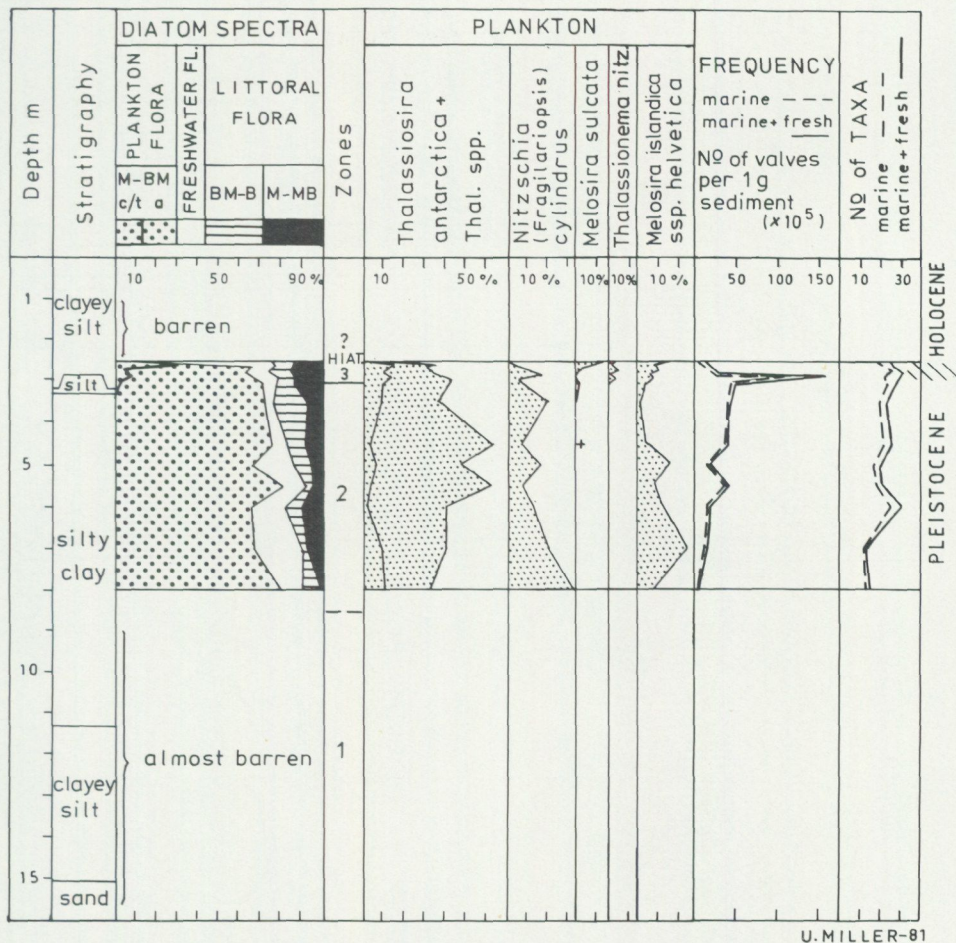 DIATOM SPECTRA
PLANKTON
Depth m
Stratigraphy
PLANKTON
FLORA
FRESHWATER FL.
LITTORAL
FLORA
M-BM
c/t a
BM-B
M-MB
Zones
Thalassiosira
antarctica +
Thal. spp.
Nitzschia
(Fragilariopsis)
cylindrus
Melosira sulcata
Thalassionema nitz.
Melosira islandica
ssp. helvetica
FREQUENCY
marine ---
marine+fresh
Nº of valves
per 1g
sediment
(×10⁵)
Nº of TAXA
marine ---
marine+fresh —
10 50 90%
10 50 %
10 %
10%
10%
10 %
50 100 150
10 30
1
5
10
15
clayey
silt
silt
silty
clay
clayey
silt
sand
barren
almost barren
?
HIAT.
3
2
1
+
HOLOCENE
PLEISTOCENE
U.MILLER-81